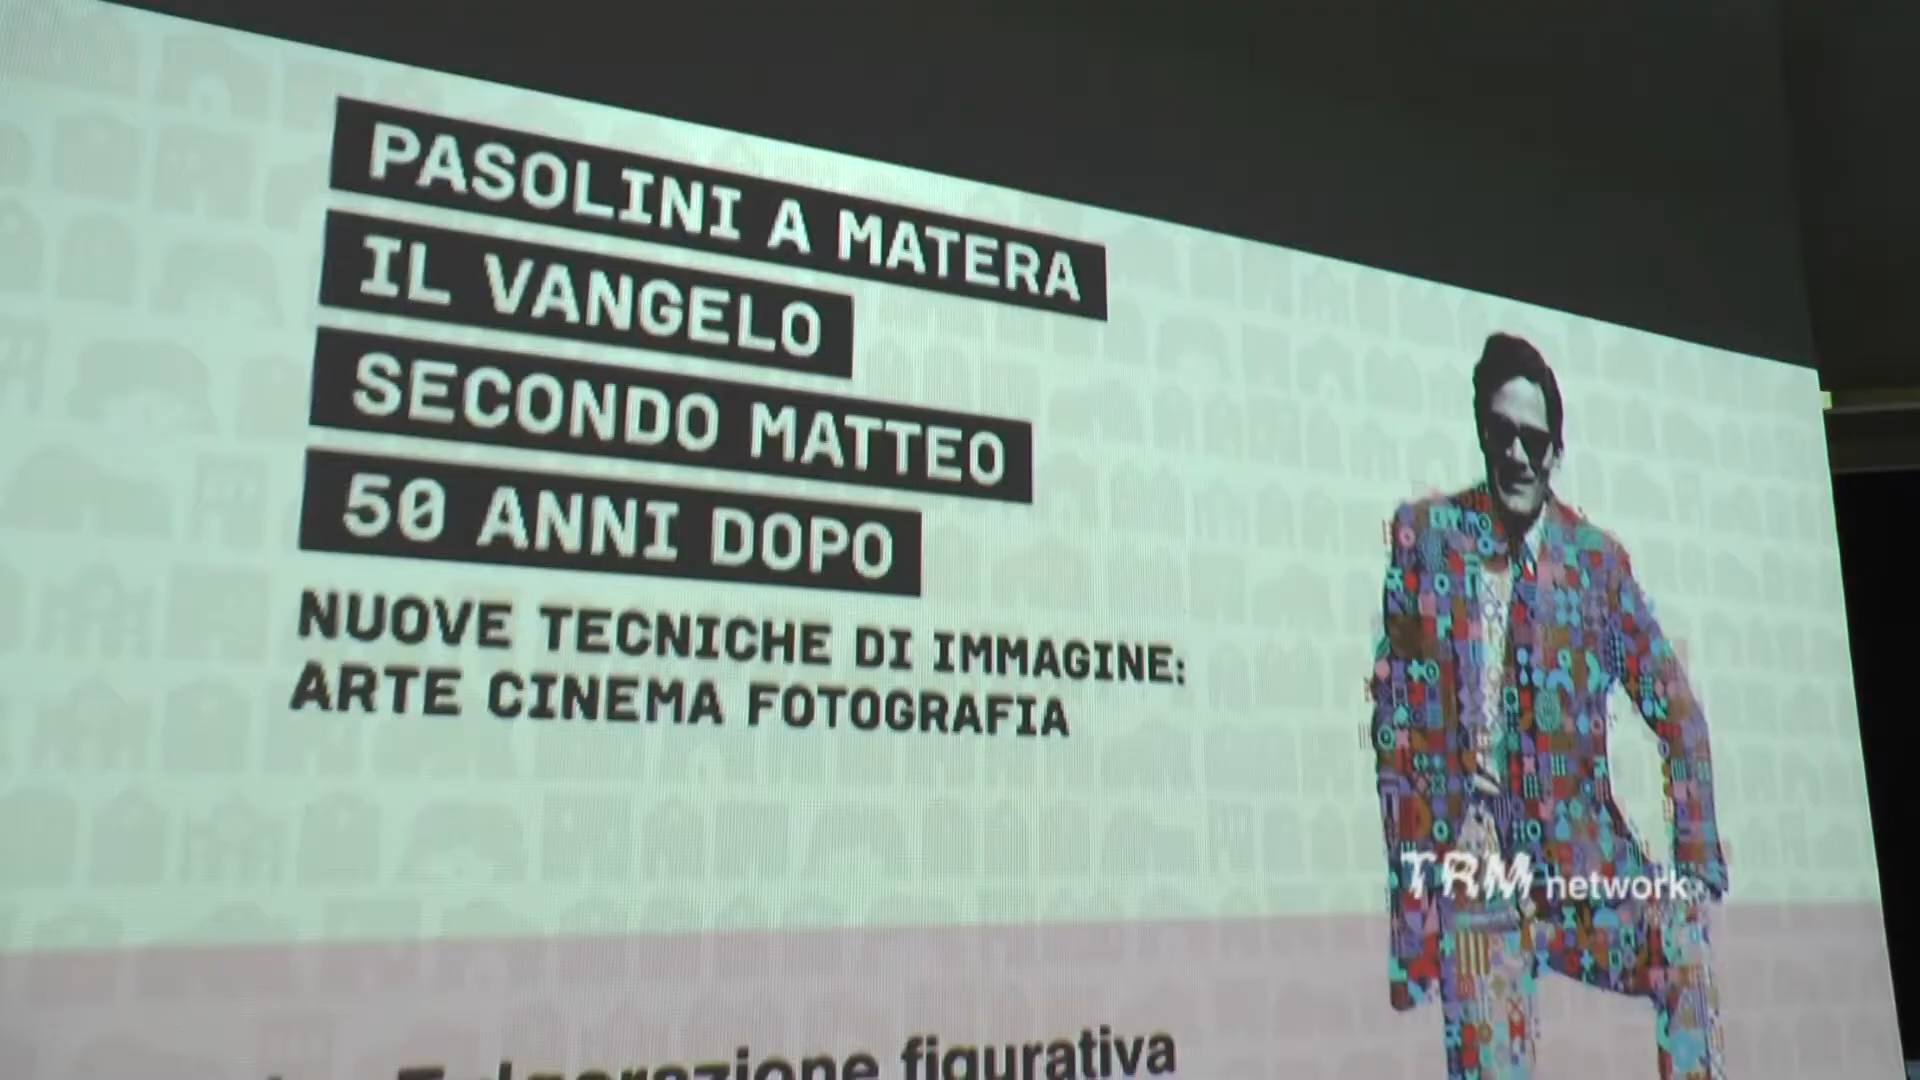 PASOLINI A MATERA
IL VANGELO
SECONDO MATTEO
50 ANNI DOPO
NUOVE TECNICHE DI IMMAGINE:
ARTE CINEMA FOTOGRAFIA
TRM network
figurativa